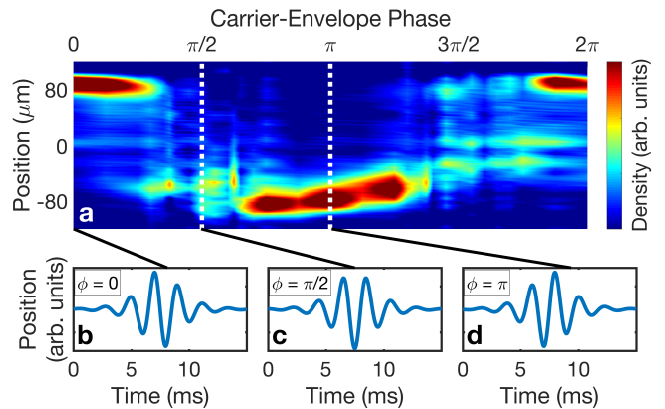 Carrier-Envelope Phase
0 π/2 π 3π/2 2π
Position (μm)
80
0
-80
a
Density (arb. units)
Position
(arb. units)
ϕ = 0
b
ϕ = π/2
c
ϕ = π
d
0 5 10
0 5 10
0 5 10
Time (ms)
Time (ms)
Time (ms)